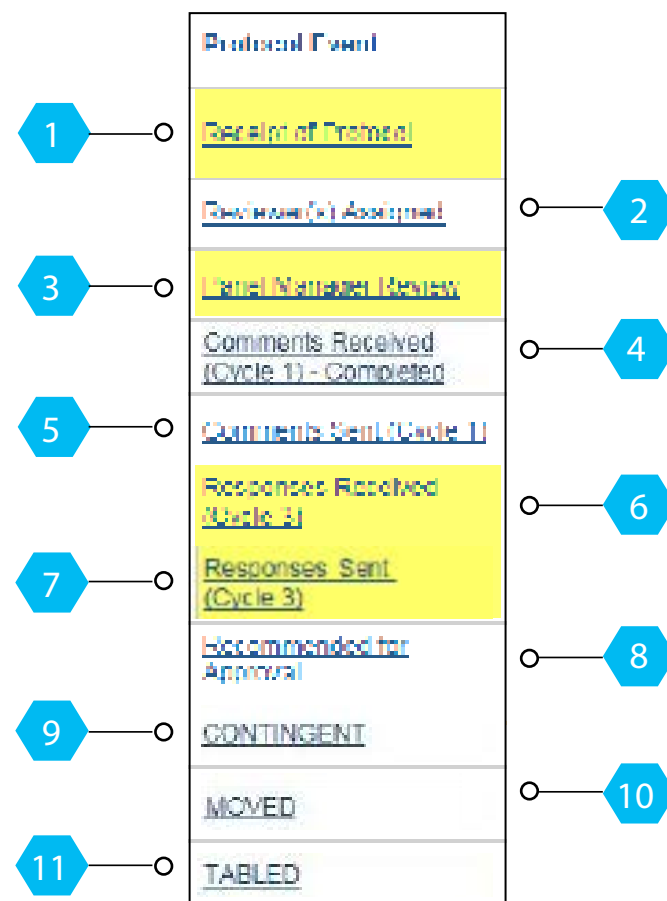 Protocol Event
1
Receipt of Protocol
Reviewer(s) Assigned
2
3
Panel Manager Review
Comments Received
(Cycle 1) - Completed
4
5
Comments Sent (Cycle 1)
Responses Received
(Cycle 3)
6
7
Responses Sent
(Cycle 3)
Recommended for
Approval
8
9
CONTINGENT
MOVED
10
11
TABLED